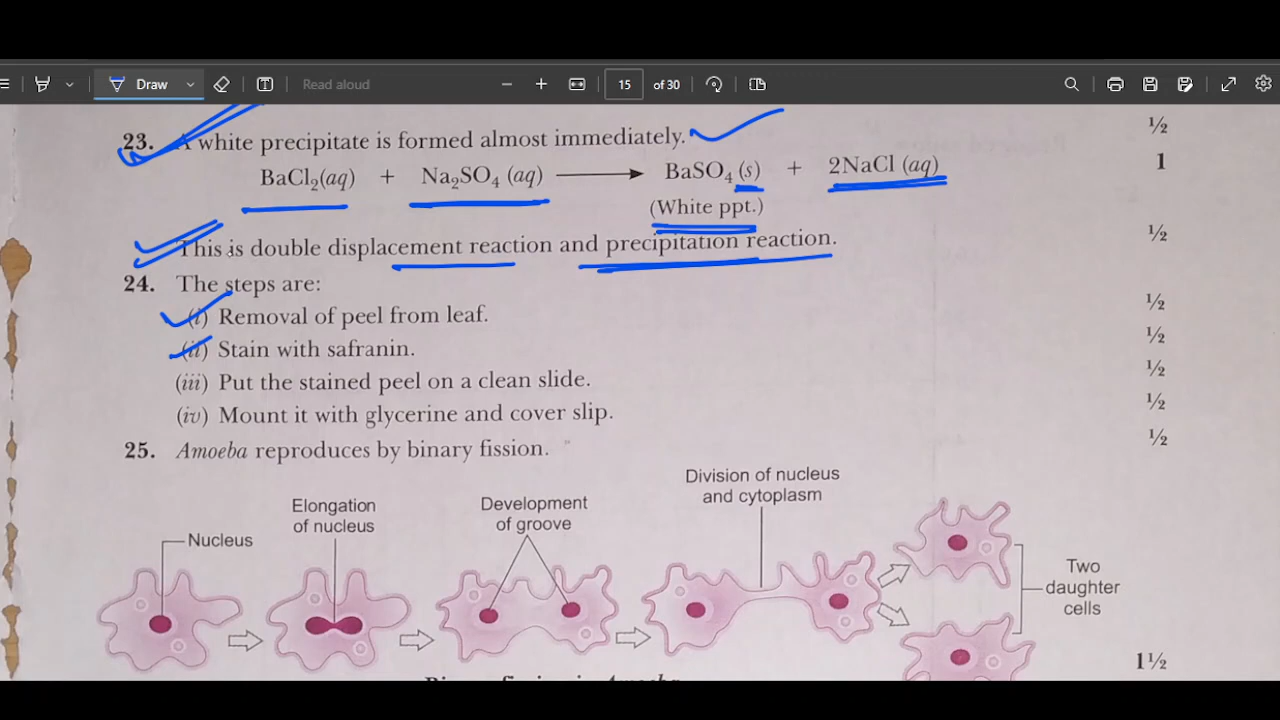 Draw
Read aloud
15 of 30
23. A white precipitate is formed almost immediately. ½
BaCl₂(aq) + Na₂SO₄ (aq) ⟶ BaSO₄ (s) + 2NaCl (aq) 1
(White ppt.)
This is double displacement reaction and precipitation reaction. ½
24. The steps are:
(i) Removal of peel from leaf. ½
(ii) Stain with safranin. ½
(iii) Put the stained peel on a clean slide. ½
(iv) Mount it with glycerine and cover slip. ½
25. Amoeba reproduces by binary fission. ½
Nucleus
Elongation
of nucleus
Development
of groove
Division of nucleus
and cytoplasm
Two
daughter
cells
1½